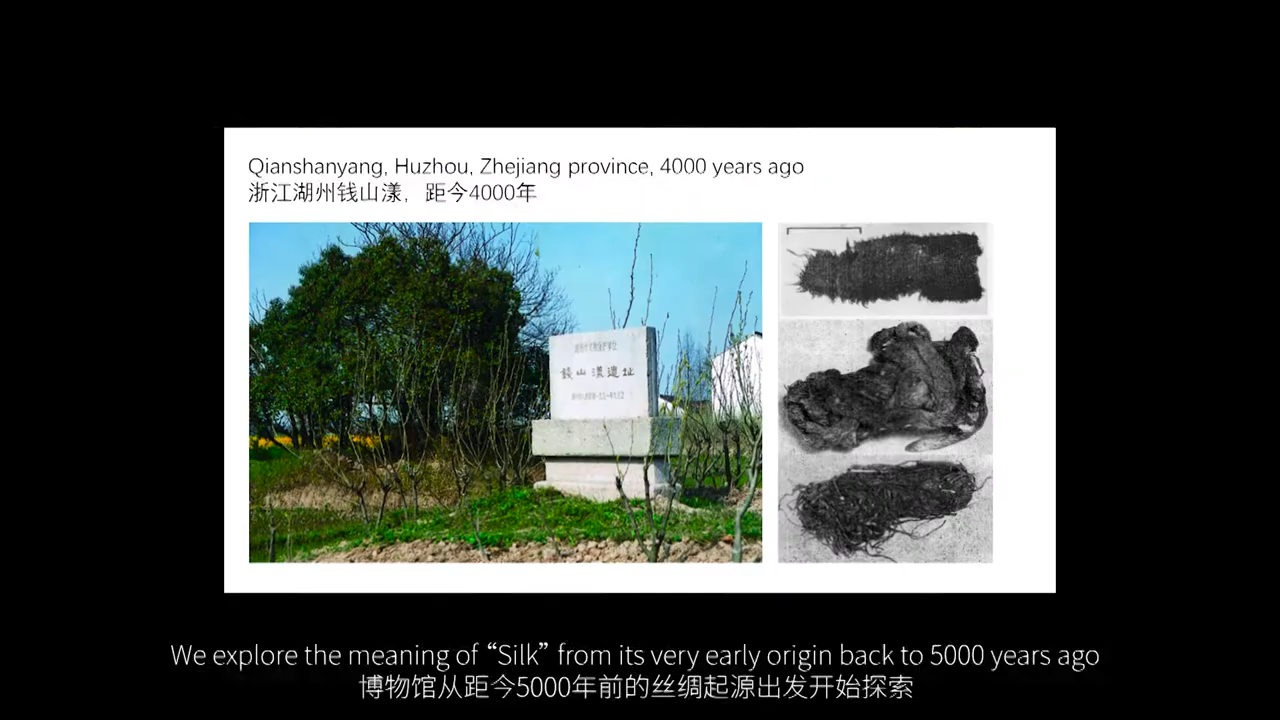 Qianshanyang, Huzhou, Zhejiang province, 4000 years ago
浙江湖州钱山漾，距今4000年
錢山漾遺址
We explore the meaning of “Silk” from its very early origin back to 5000 years ago
博物馆从距今5000年前的丝绸起源出发开始探索